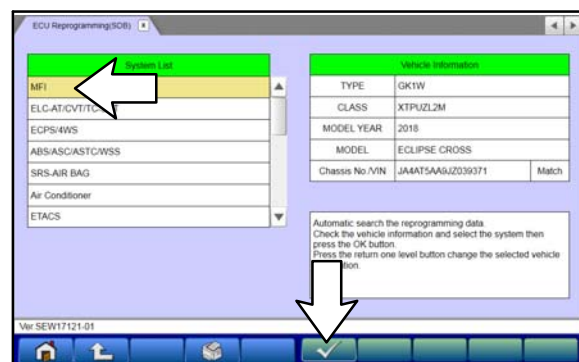 ECU Reprogramming(SDB)
System List
MFI
ELC-AT/CVT/TC-
ECPS/4WS
ABS/ASC/ASTC/WSS
SRS-AIR BAG
Air Conditioner
ETACS
Vehicle Information
TYPE GK1W
CLASS XTPUZL2M
MODEL YEAR 2018
MODEL ECLIPSE CROSS
Chassis No./VIN JA4AT5AA9JZ039371 Match
Automatic search the reprogramming data.
Check the vehicle information and select the system then
press the OK button.
Press the return one level button change the selected vehicle
Ver.SEW17121-01